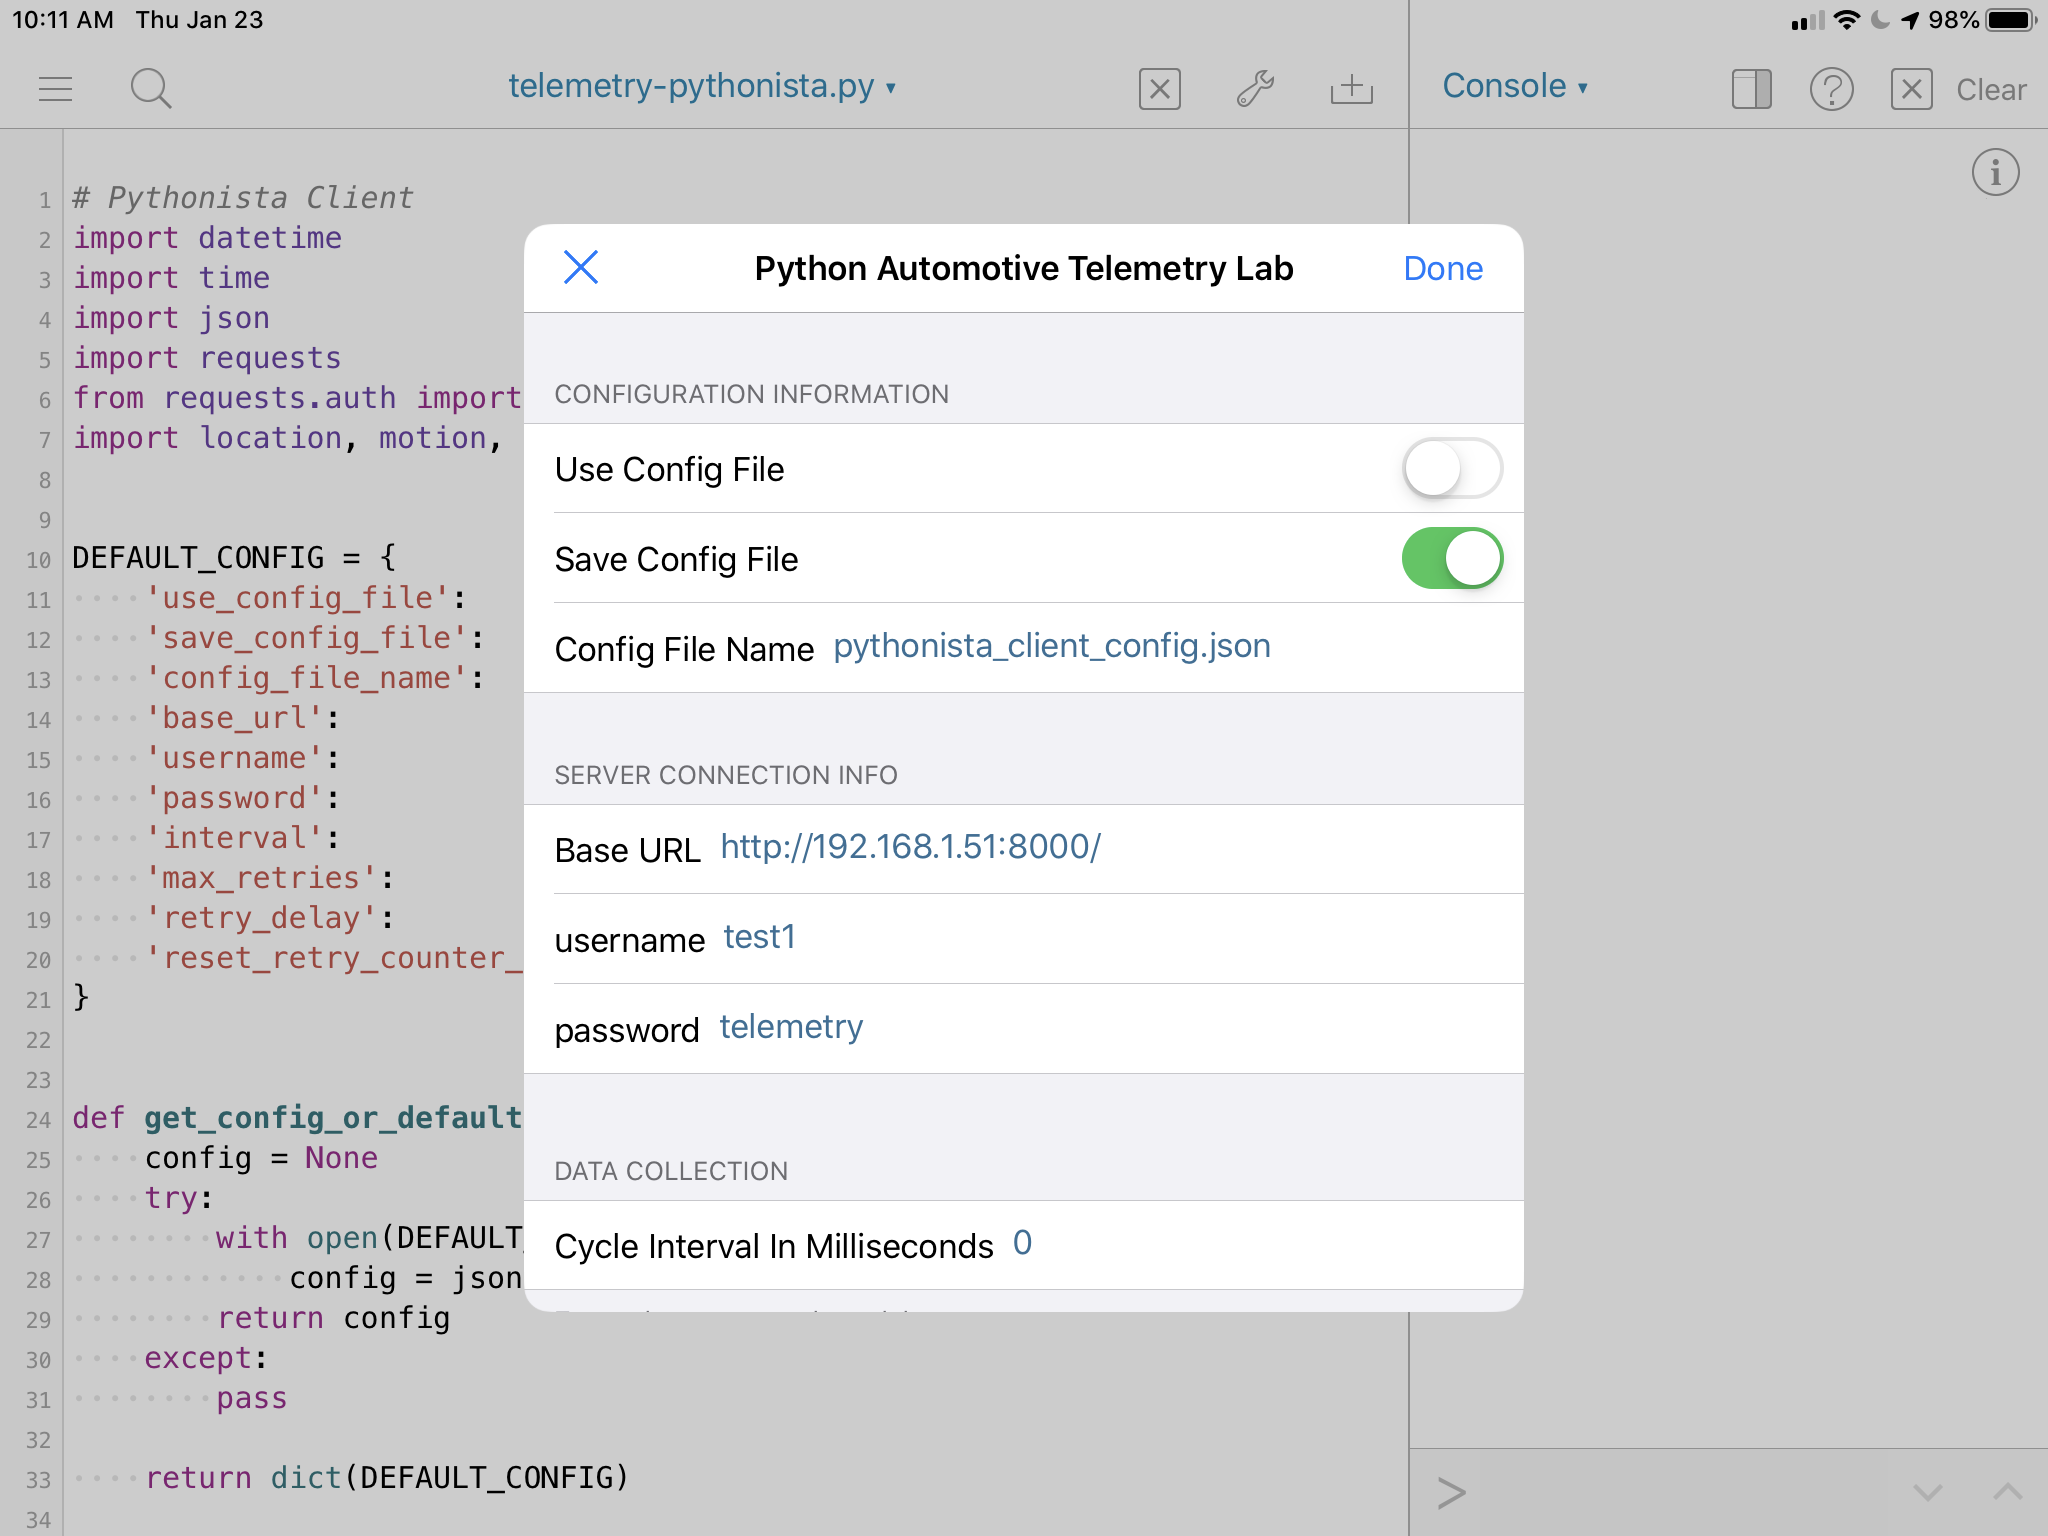 10:11 AM Thu Jan 23
98%
telemetry-pythonista.py ▾
Console ▾
Clear
1 # Pythonista Client
2 import datetime
3 import time
4 import json
5 import requests
6 from requests.auth import
7 import location, motion,
8
9
10 DEFAULT_CONFIG = {
11 'use_config_file':
12 'save_config_file':
13 'config_file_name':
14 'base_url':
15 'username':
16 'password':
17 'interval':
18 'max_retries':
19 'retry_delay':
20 'reset_retry_counter_
21 }
22
23
24 def get_config_or_default
25 config = None
26 try:
27 with open(DEFAULT_
28 config = json
29 return config
30 except:
31 pass
32
33 return dict(DEFAULT_CONFIG)
34
Python Automotive Telemetry Lab
Done
CONFIGURATION INFORMATION
Use Config File
Save Config File
Config File Name pythonista_client_config.json
SERVER CONNECTION INFO
Base URL http://192.168.1.51:8000/
username test1
password telemetry
DATA COLLECTION
Cycle Interval In Milliseconds 0
>